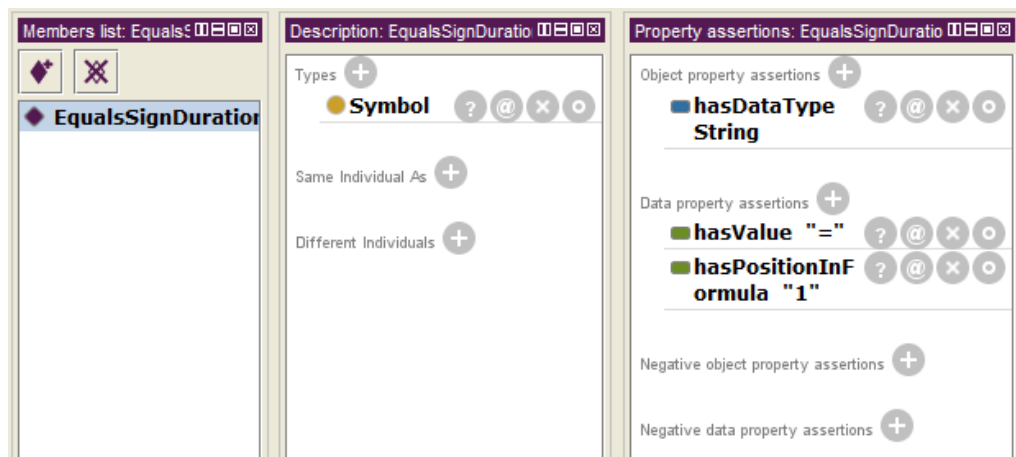 Members list: Equals
EqualsSignDuration
Description: EqualsSignDuratio
Types
Symbol
Same Individual As
Different Individuals
Property assertions: EqualsSignDuratio
Object property assertions
hasDataType
String
Data property assertions
hasValue "="
hasPositionInF
ormula "1"
Negative object property assertions
Negative data property assertions